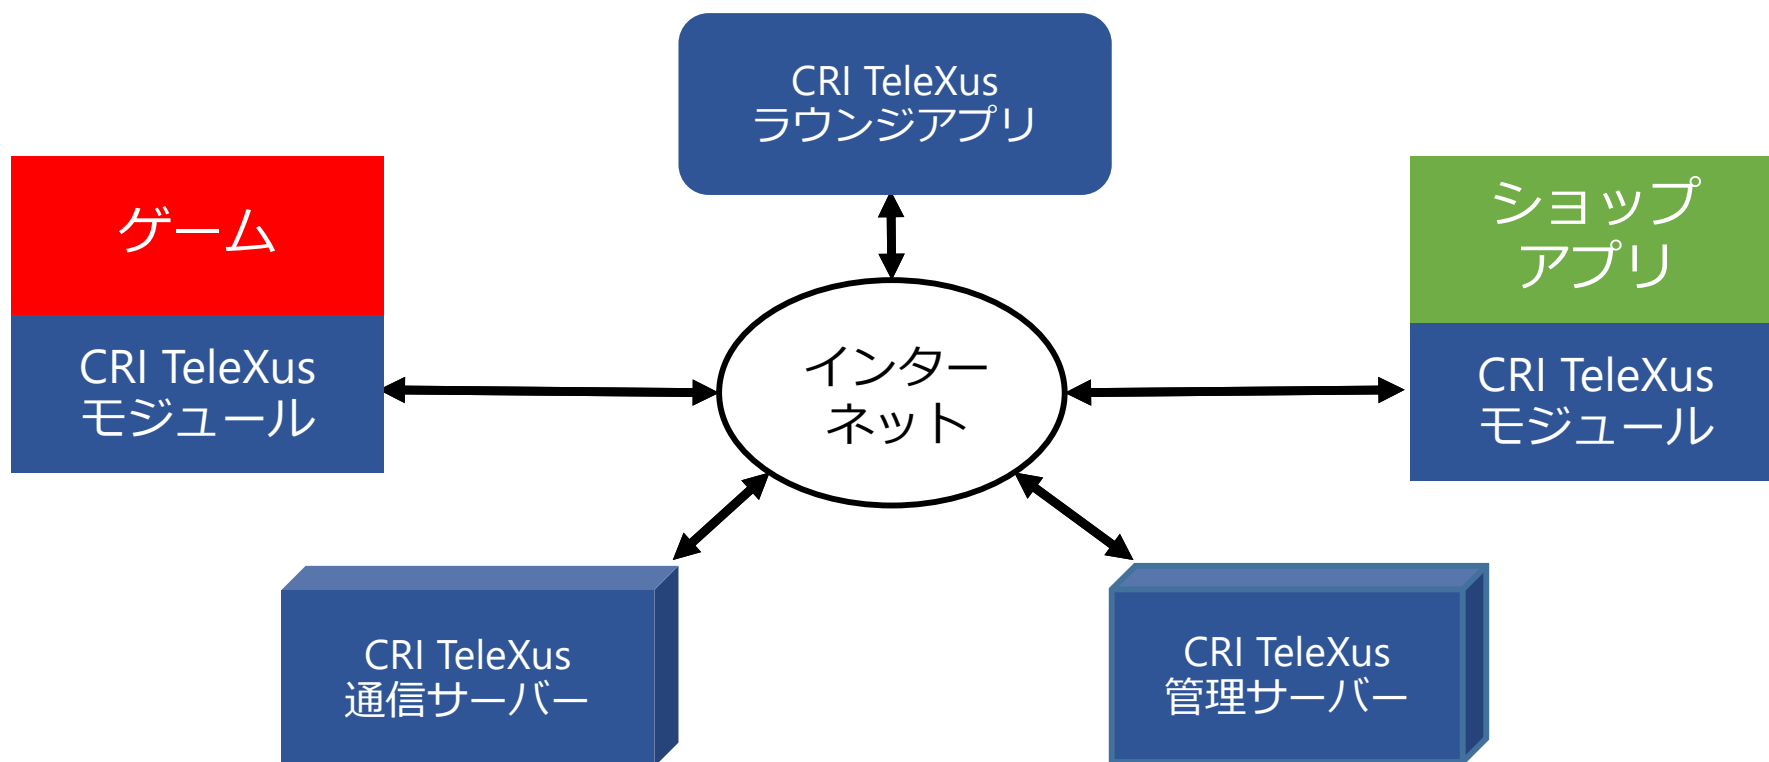 CRI TeleXus
ラウンジアプリ
ゲーム
CRI TeleXus
モジュール
インター
ネット
ショップ
アプリ
CRI TeleXus
モジュール
CRI TeleXus
通信サーバー
CRI TeleXus
管理サーバー